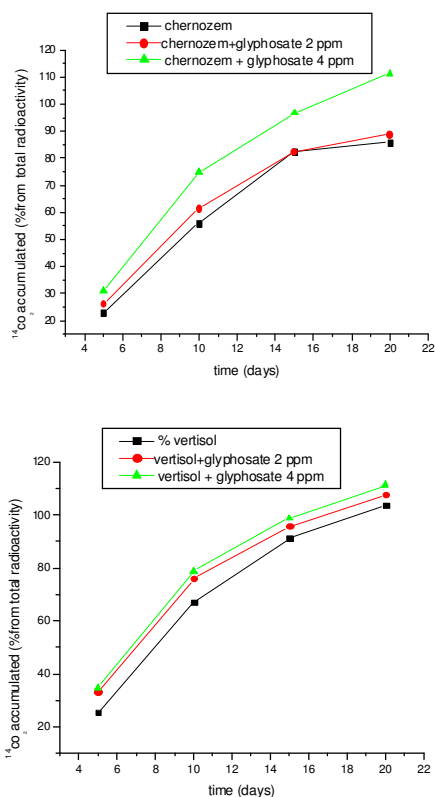 chernozem
chernozem+glyphosate 2 ppm
chernozem + glyphosate 4 ppm
120
110
100
90
80
70
60
50
40
30
20
¹⁴co₂ accumulated (%from total radioactivity)
4 6 8 10 12 14 16 18 20 22
time (days)
% vertisol
vertisol+glyphosate 2 ppm
vertisol + glyphosate 4 ppm
120
100
80
60
40
20
¹⁴co₂ accumulated (%from total radioactivity)
4 6 8 10 12 14 16 18 20 22
time (days)